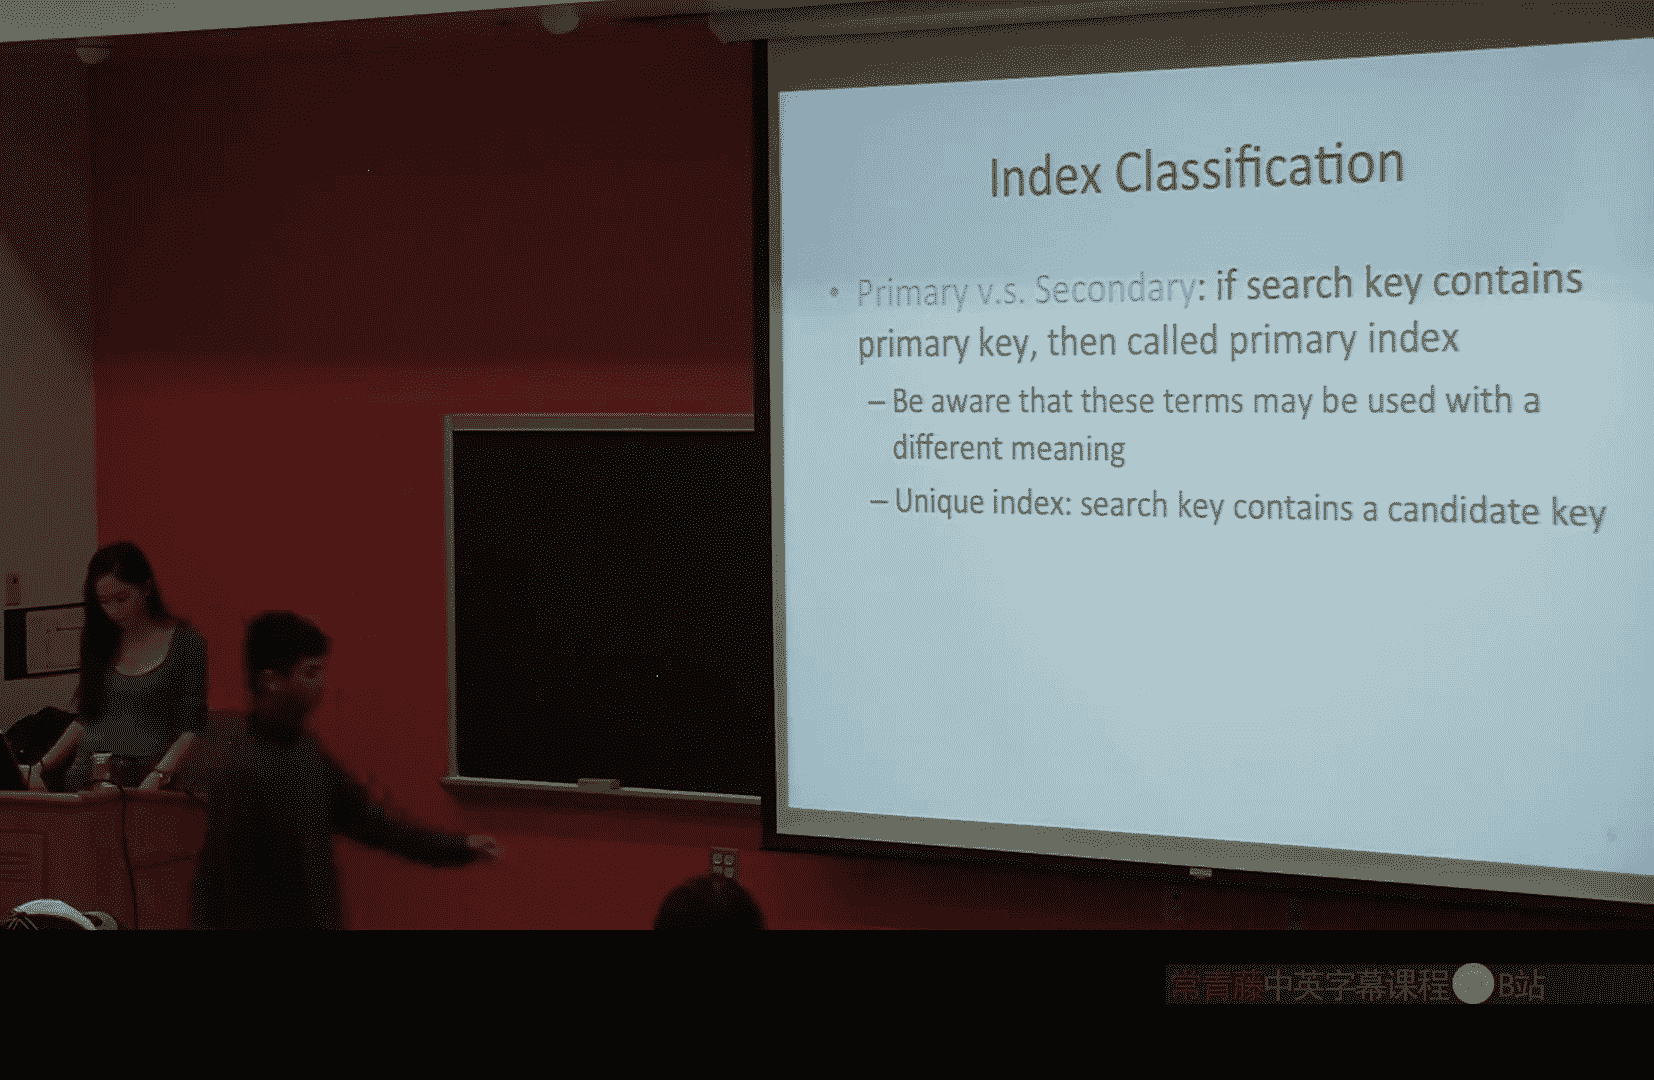 Index Classification
• Primary v.s. Secondary: if search key contains
primary key, then called primary index
– Be aware that these terms may be used with a
different meaning
– Unique index: search key contains a candidate key
常青藤中英字幕课程 B站